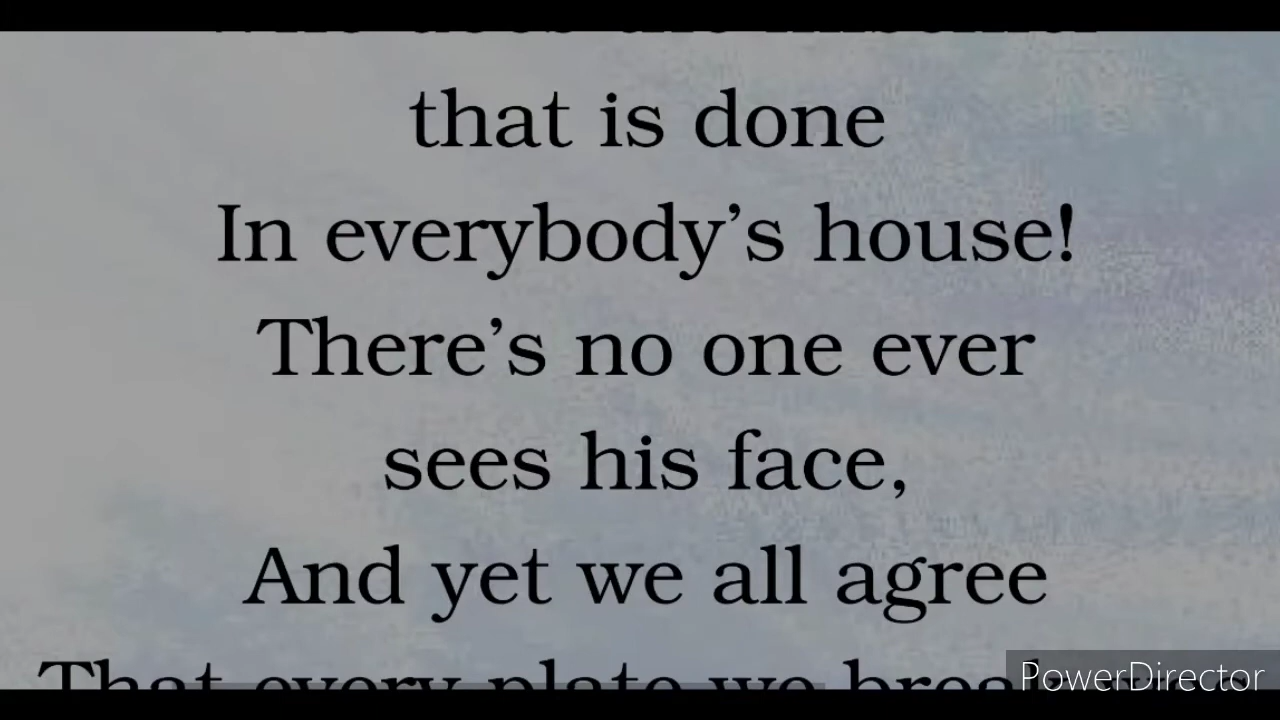 that is done
In everybody's house!
There's no one ever
sees his face,
And yet we all agree
That every plate we break
PowerDirector